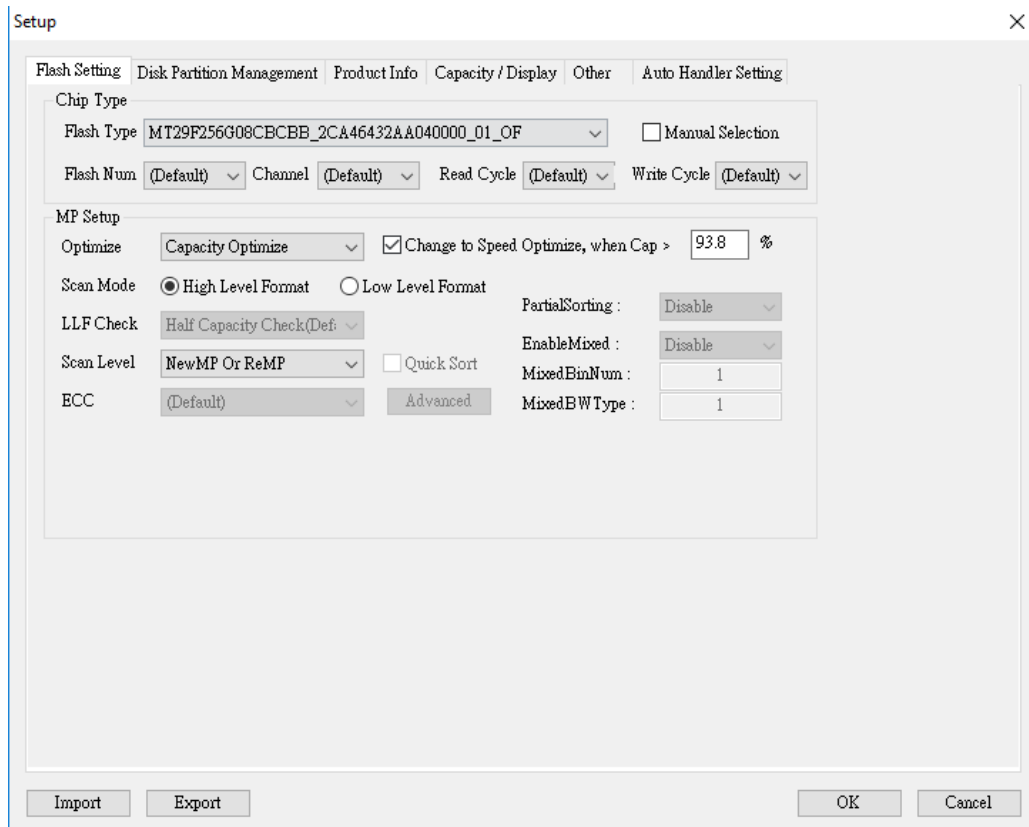 Setup
Flash Setting Disk Partition Management Product Info Capacity / Display Other Auto Handler Setting
Chip Type
Flash Type MT29F256G08CBCBB_2CA46432AA040000_01_OF Manual Selection
Flash Num (Default) Channel (Default) Read Cycle (Default) Write Cycle (Default)
MP Setup
Optimize Capacity Optimize Change to Speed Optimize, when Cap > 93.8 %
Scan Mode High Level Format Low Level Format
PartialSorting : Disable
LLF Check Half Capacity Check(Def
EnableMixed : Disable
Scan Level NewMP Or ReMP Quick Sort
MixedBinNum : 1
ECC (Default) Advanced MixedBWType : 1
Import Export OK Cancel